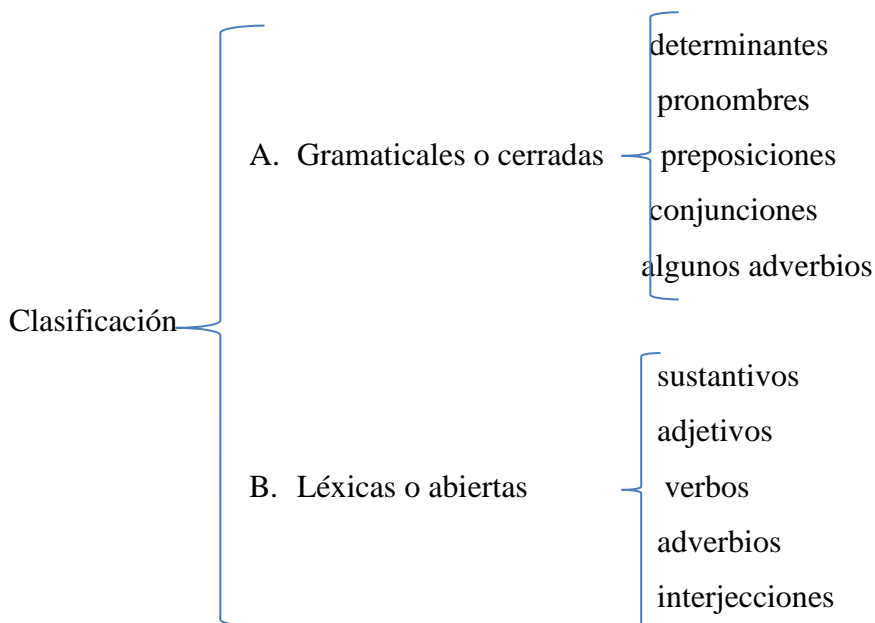 determinantes
pronombres
A. Gramaticales o cerradas preposiciones
conjunciones
algunos adverbios
Clasificación
sustantivos
adjetivos
B. Léxicas o abiertas verbos
adverbios
interjecciones